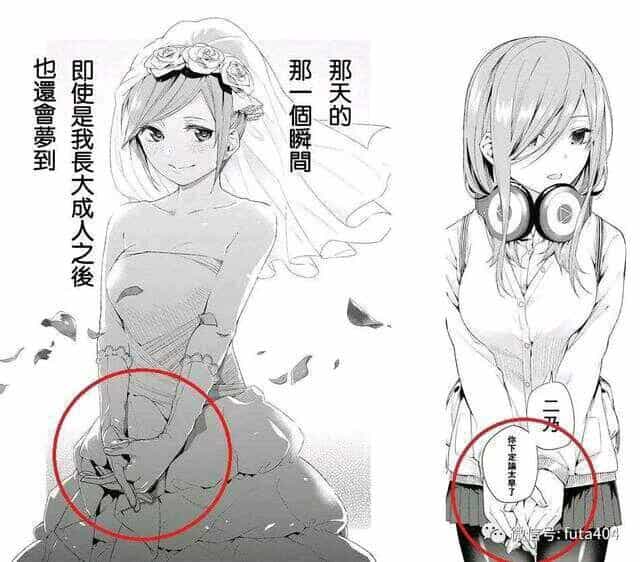 那天的
那一個瞬間
即使是我長大成人之後
也還會夢到
二乃
你下定論太早了
微信号: futa404